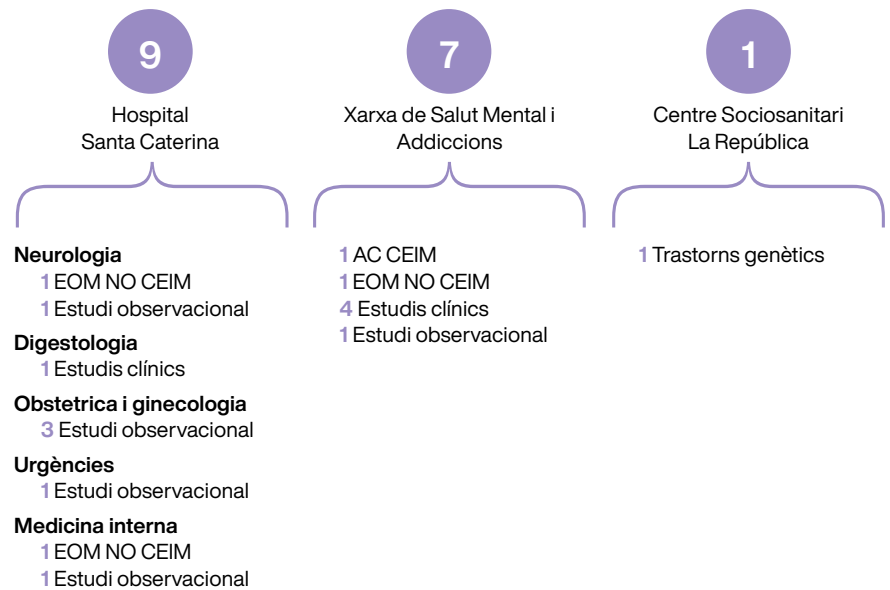 9
Hospital
Santa Caterina
Neurologia
1 EOM NO CEIM
1 Estudi observacional
Digestologia
1 Estudis clínics
Obstetrica i ginecologia
3 Estudi observacional
Urgències
1 Estudi observacional
Medicina interna
1 EOM NO CEIM
1 Estudi observacional
7
Xarxa de Salut Mental i
Addiccions
1 AC CEIM
1 EOM NO CEIM
4 Estudis clínics
1 Estudi observacional
1
Centre Sociosanitari
La República
1 Trastorns genètics